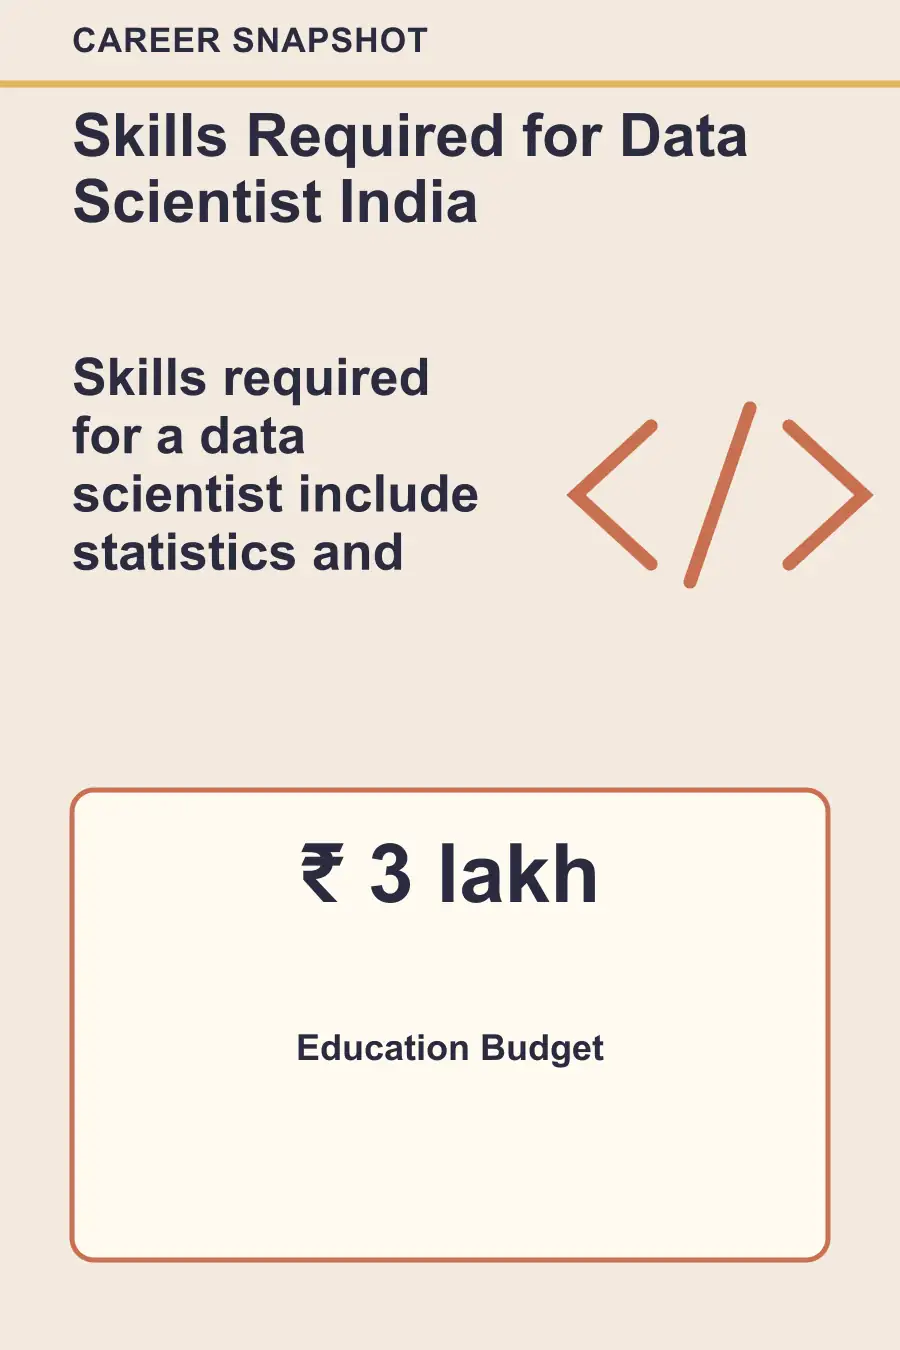 CAREER SNAPSHOT
Skills Required for Data
Scientist India
Skills required
for a data
scientist include
statistics and
₹ 3 lakh
Education Budget